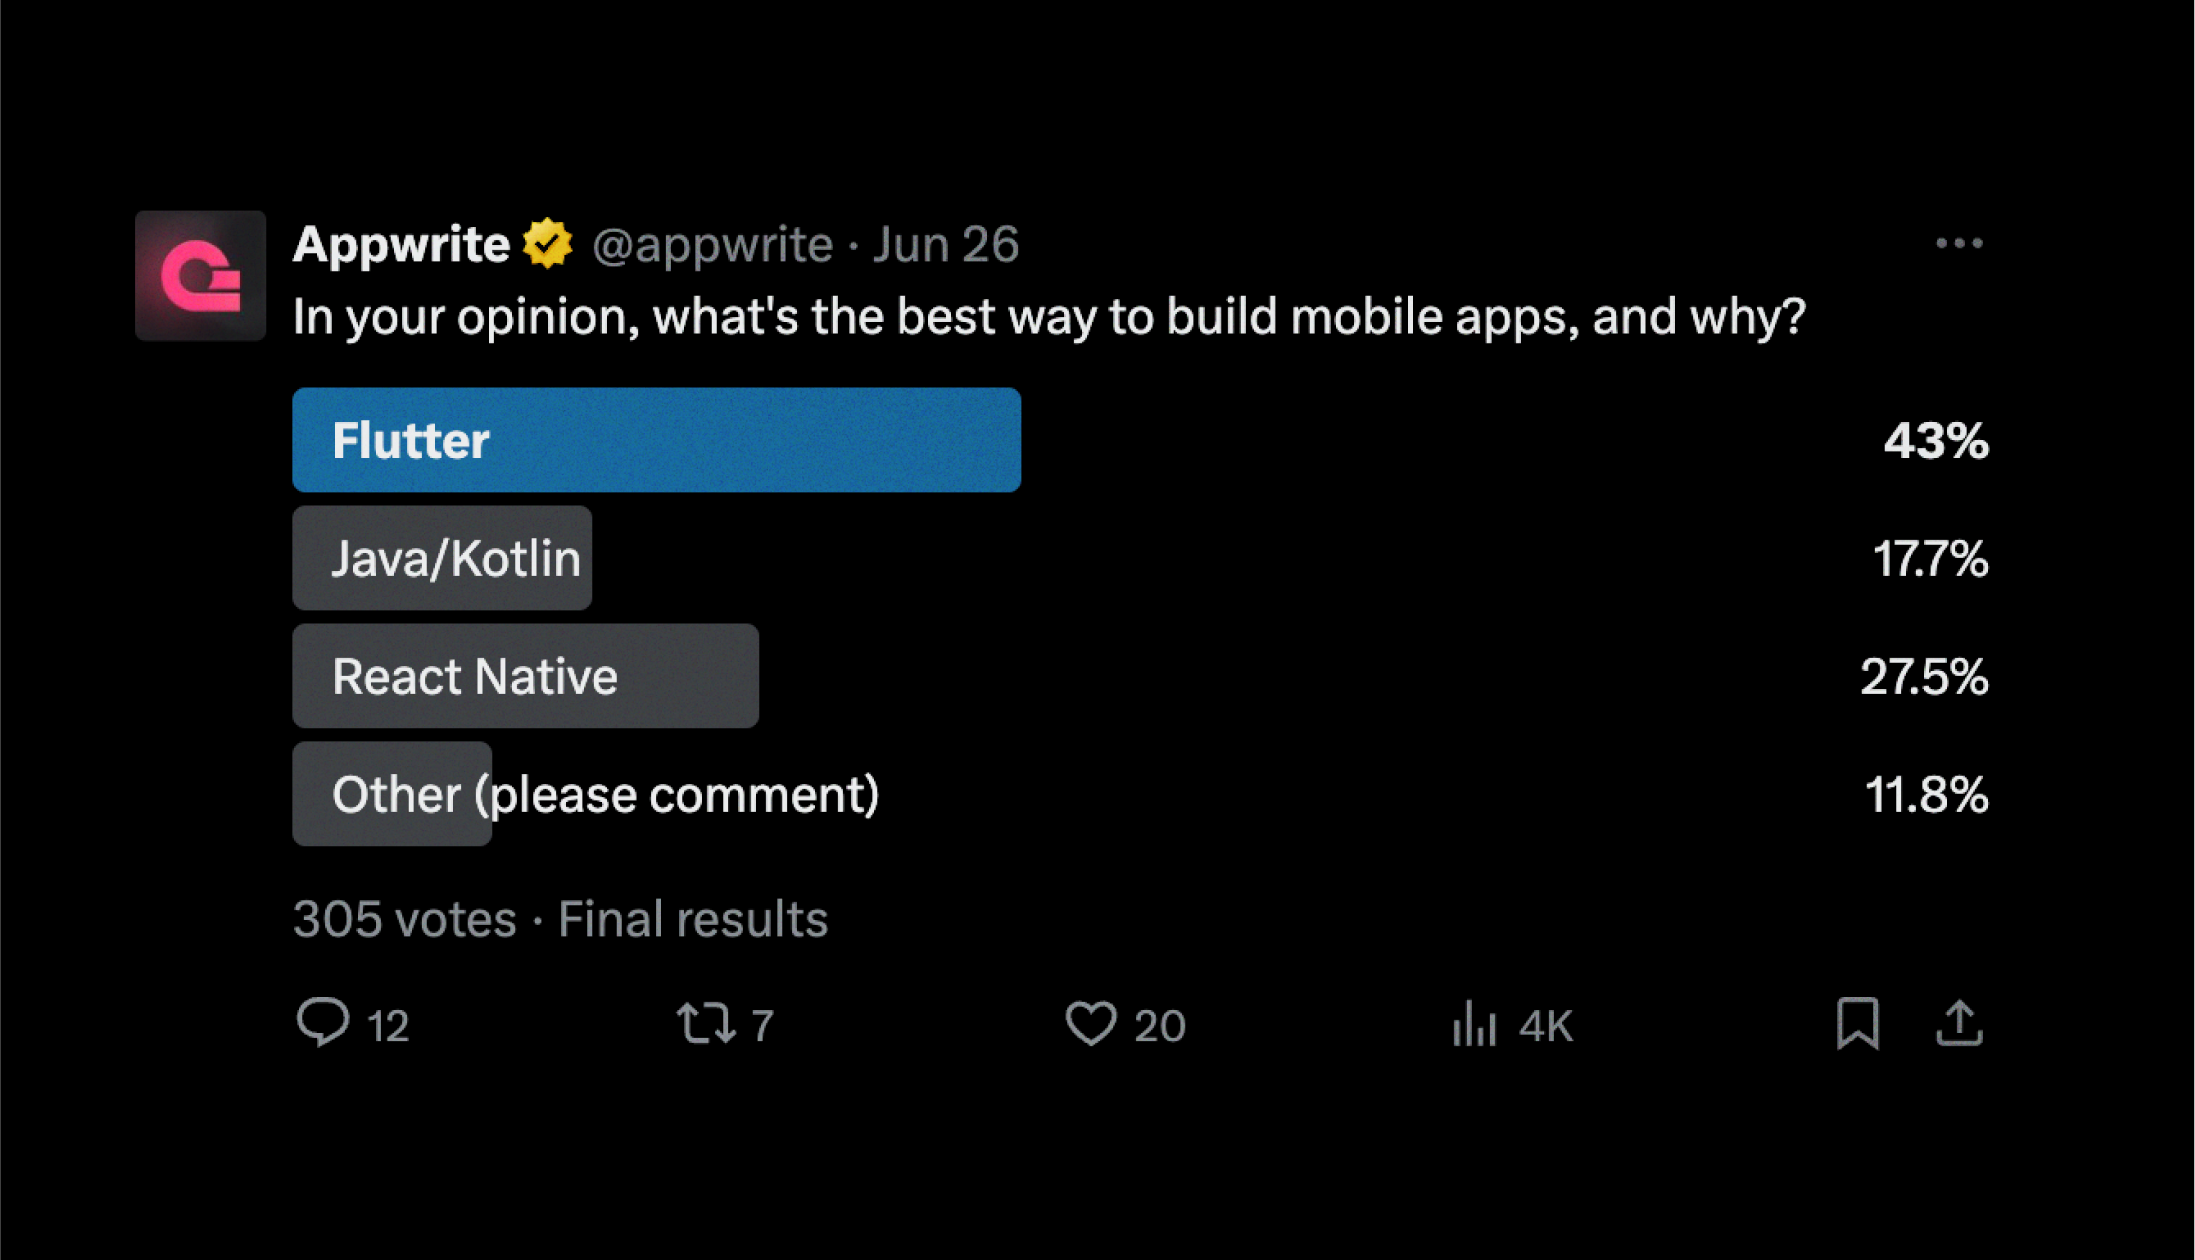 Appwrite @appwrite · Jun 26
In your opinion, what's the best way to build mobile apps, and why?
Flutter 43%
Java/Kotlin 17.7%
React Native 27.5%
Other (please comment) 11.8%
305 votes · Final results
12 7 20 4K